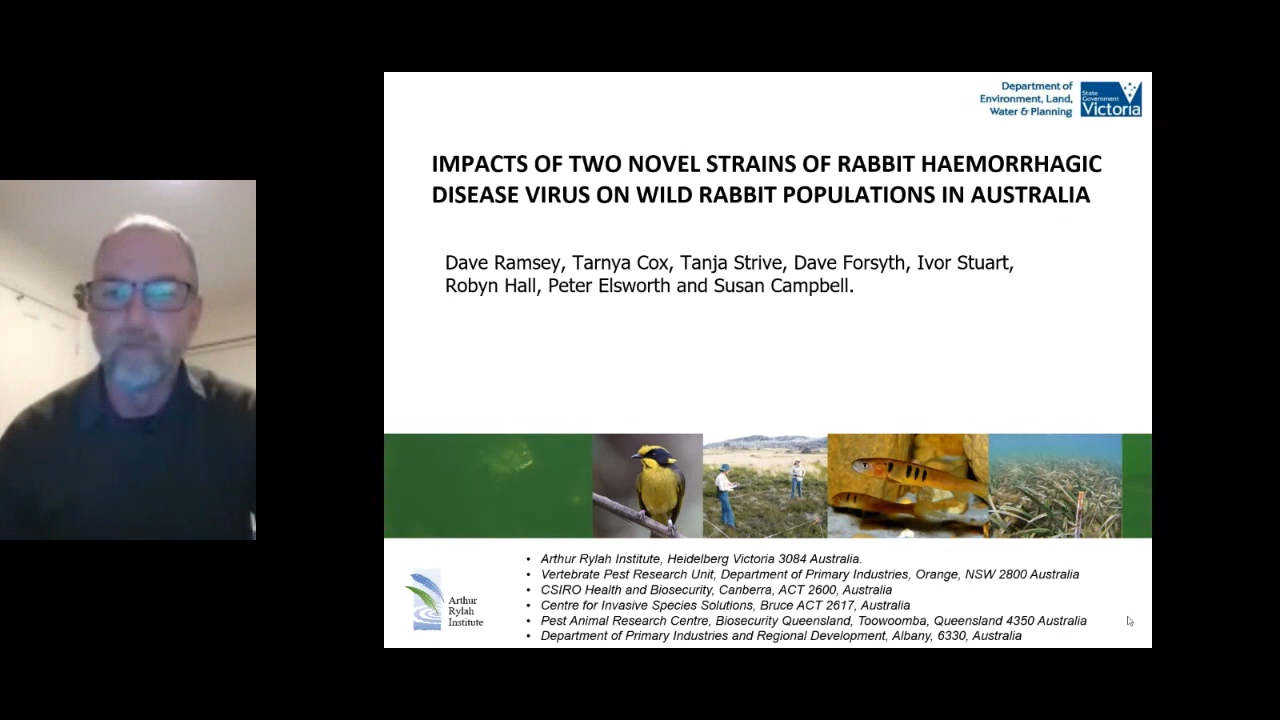 Department of
Environment, Land,
Water & Planning
State
Government
Victoria
IMPACTS OF TWO NOVEL STRAINS OF RABBIT HAEMORRHAGIC
DISEASE VIRUS ON WILD RABBIT POPULATIONS IN AUSTRALIA
Dave Ramsey, Tarnya Cox, Tanja Strive, Dave Forsyth, Ivor Stuart,
Robyn Hall, Peter Elsworth and Susan Campbell.
Arthur
Rylah
Institute
• Arthur Rylah Institute, Heidelberg Victoria 3084 Australia.
• Vertebrate Pest Research Unit, Department of Primary Industries, Orange, NSW 2800 Australia
• CSIRO Health and Biosecurity, Canberra, ACT 2600, Australia
• Centre for Invasive Species Solutions, Bruce ACT 2617, Australia
• Pest Animal Research Centre, Biosecurity Queensland, Toowoomba, Queensland 4350 Australia
• Department of Primary Industries and Regional Development, Albany, 6330, Australia